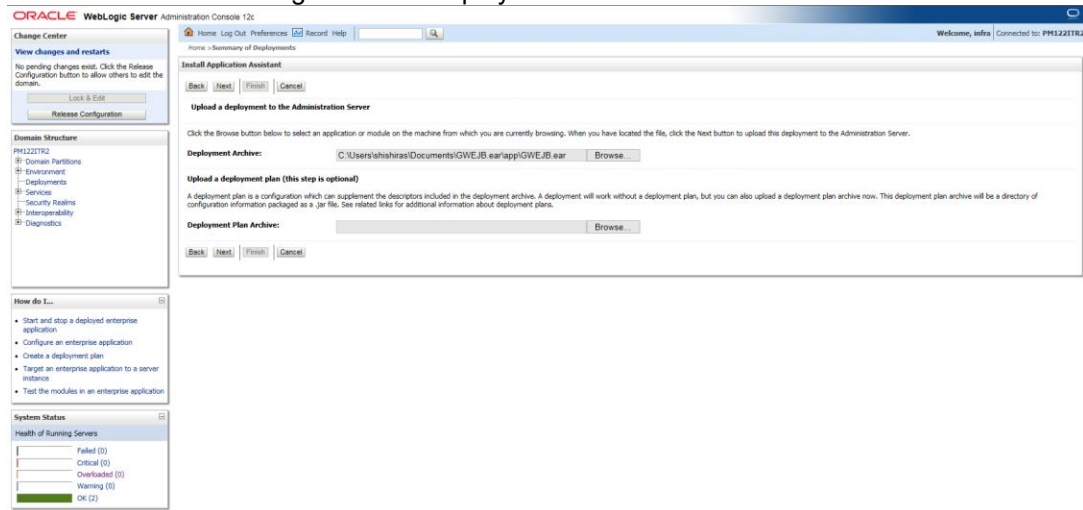 ORACLE WebLogic Server Administration Console 12c
Change Center
View changes and restarts
No pending changes exist. Click the Release
Configuration button to allow others to edit the
domain.
Lock & Edit
Release Configuration
Domain Structure
PM122ITR2
Domain Partitions
Environment
Deployments
Services
Security Realms
Interoperability
Diagnostics
How do I...
Start and stop a deployed enterprise
application
Configure an enterprise application
Create a deployment plan
Target an enterprise application to a server
instance
Test the modules in an enterprise application
System Status
Health of Running Servers
Failed (0)
Critical (0)
Overloaded (0)
Warning (0)
OK (2)
Home Log Out Preferences Record Help
Welcome, infra Connected to: PM122ITR2
Home >Summary of Deployments
Install Application Assistant
Back Next Finish Cancel
Upload a deployment to the Administration Server
Click the Browse button below to select an application or module on the machine from which you are currently browsing. When you have located the file, click the Next button to upload this deployment to the Administration Server.
Deployment Archive: C:\Users\shishiras\Documents\GWEJB.ear\app\GWEJB.ear Browse...
Upload a deployment plan (this step is optional)
A deployment plan is a configuration which can supplement the descriptors included in the deployment archive. A deployment will work without a deployment plan, but you can also upload a deployment plan archive now. This deployment plan archive will be a directory of
configuration information packaged as a .jar file. See related links for additional information about deployment plans.
Deployment Plan Archive: Browse...
Back Next Finish Cancel